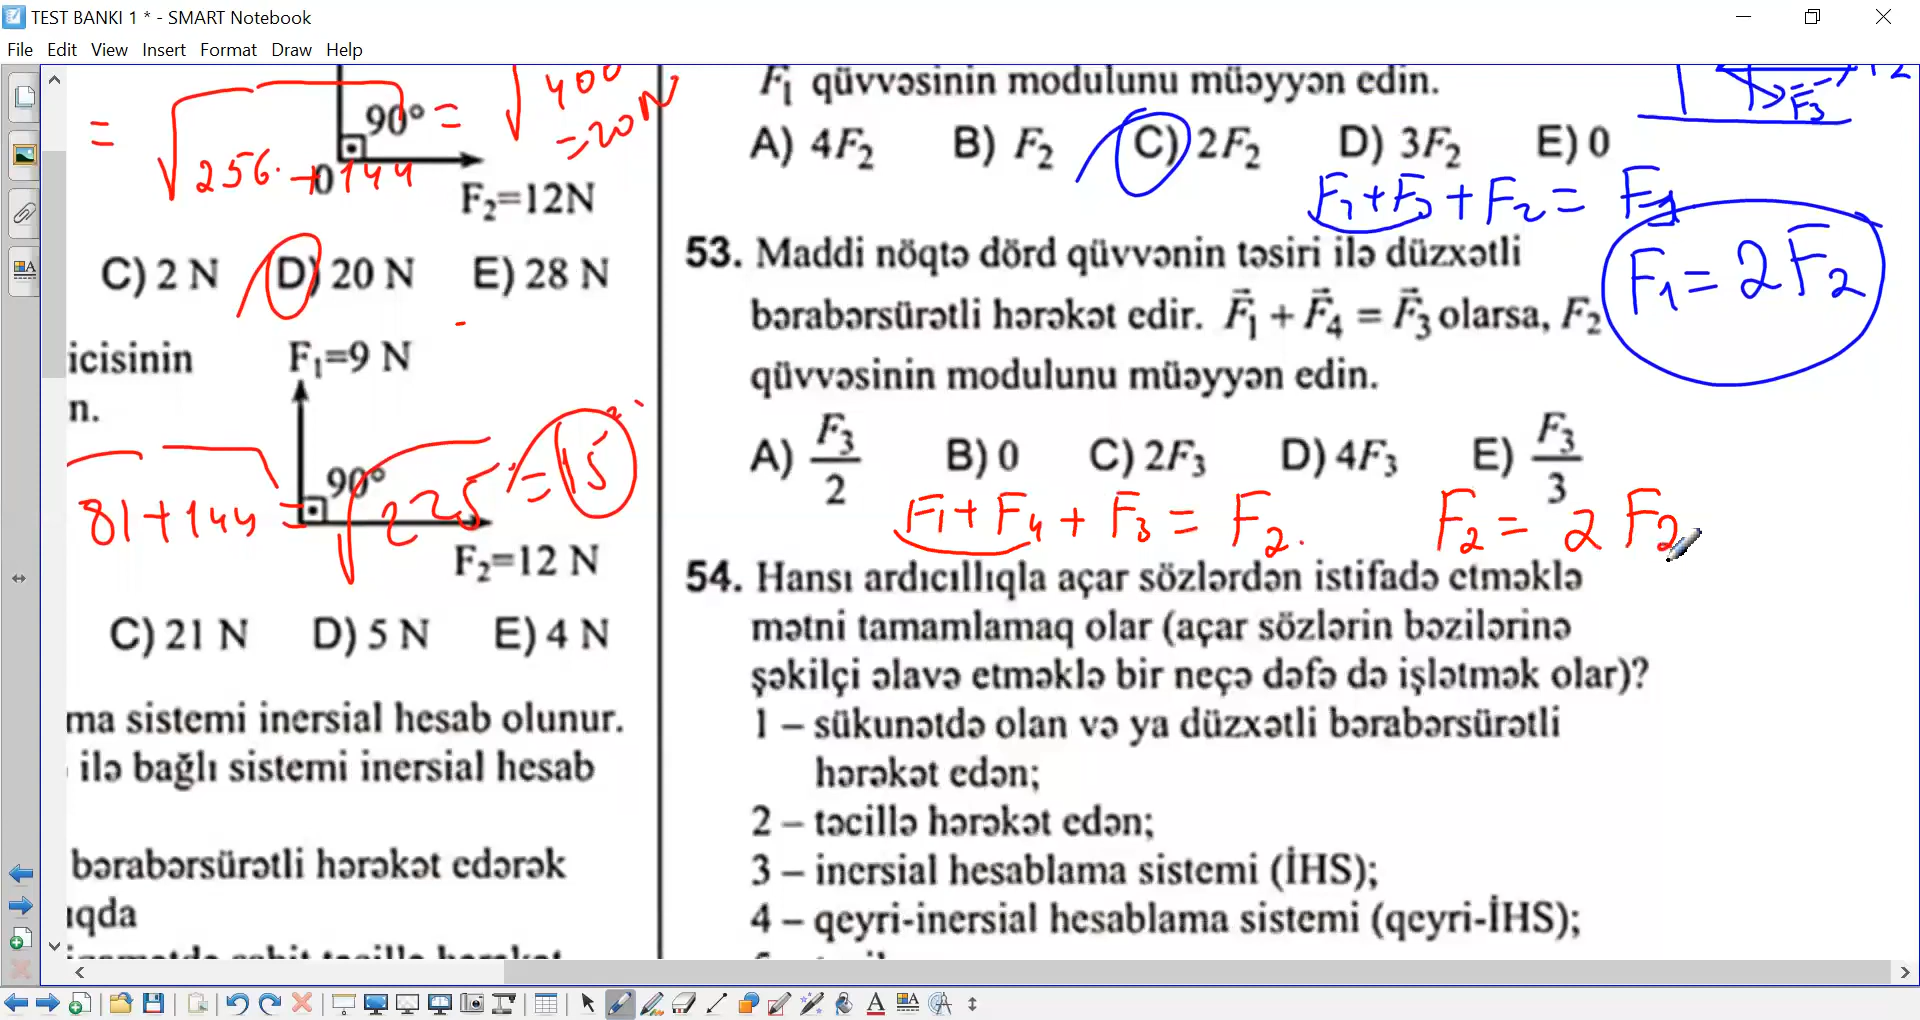 TEST BANKI 1 * - SMART Notebook
File Edit View Insert Format Draw Help
= √256 + 144 = √400
= 20 N
90°
0
F₂=12N
C) 2 N D) 20 N E) 28 N
icisinin
n.
F₁=9 N
90°
81+144 = √225 = 15
F₂=12 N
C) 21 N D) 5 N E) 4 N
ma sistemi inersial hesab olunur.
ilə bağlı sistemi inersial hesab
bərabərsürətli hərəkət edərək
ıqda
F₁ qüvvəsinin modulunu müəyyən edin.
A) 4F₂ B) F₂ C) 2F₂ D) 3F₂ E) 0
F₃
+ F₂ =
F₁ = 2F₂
53. Maddi nöqtə dörd qüvvənin təsiri ilə düzxətli
bərabərsürətli hərəkət edir. F⃗₁ + F⃗₄ = F⃗₃ olarsa, F₂
qüvvəsinin modulunu müəyyən edin.
A) F₃/2 B) 0 C) 2F₃ D) 4F₃ E) F₃/3
F₁ + F₄ + F₃ = F₂. F₂ = 2 F₂
54. Hansı ardıcıllıqla açar sözlərdən istifadə etməklə
mətni tamamlamaq olar (açar sözlərin bəzilərinə
şəkilçi əlavə etməklə bir neçə dəfə də işlətmək olar)?
1 – sükunətdə olan və ya düzxətli bərabərsürətli
hərəkət edən;
2 – təcillə hərəkət edən;
3 – inersial hesablama sistemi (İHS);
4 – qeyri-inersial hesablama sistemi (qeyri-İHS);